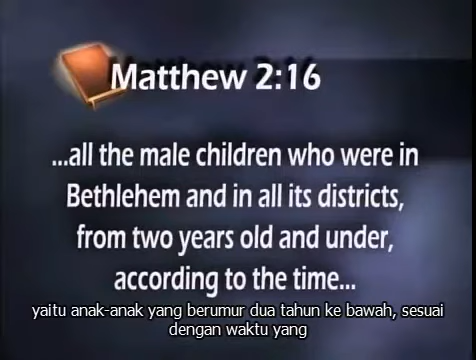 Matthew 2:16
...all the male children who were in
Bethlehem and in all its districts,
from two years old and under,
according to the time...
yaitu anak-anak yang berumur dua tahun ke bawah, sesuai
dengan waktu yang